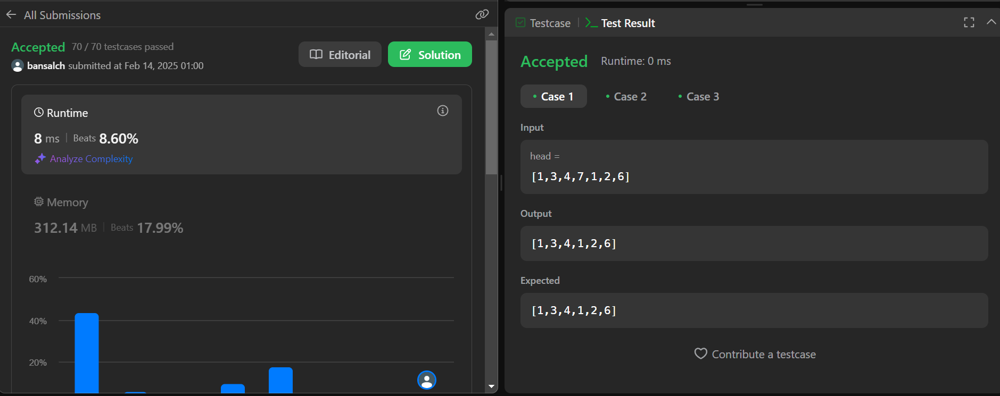 All Submissions
Accepted 70 / 70 testcases passed
bansalch submitted at Feb 14, 2025 01:00
Editorial
Solution
Runtime
8 ms | Beats 8.60%
Analyze Complexity
Memory
312.14 MB | Beats 17.99%
60%
40%
20%
Testcase | Test Result
Accepted Runtime: 0 ms
Case 1 Case 2 Case 3
Input
head =
[1,3,4,7,1,2,6]
Output
[1,3,4,1,2,6]
Expected
[1,3,4,1,2,6]
Contribute a testcase